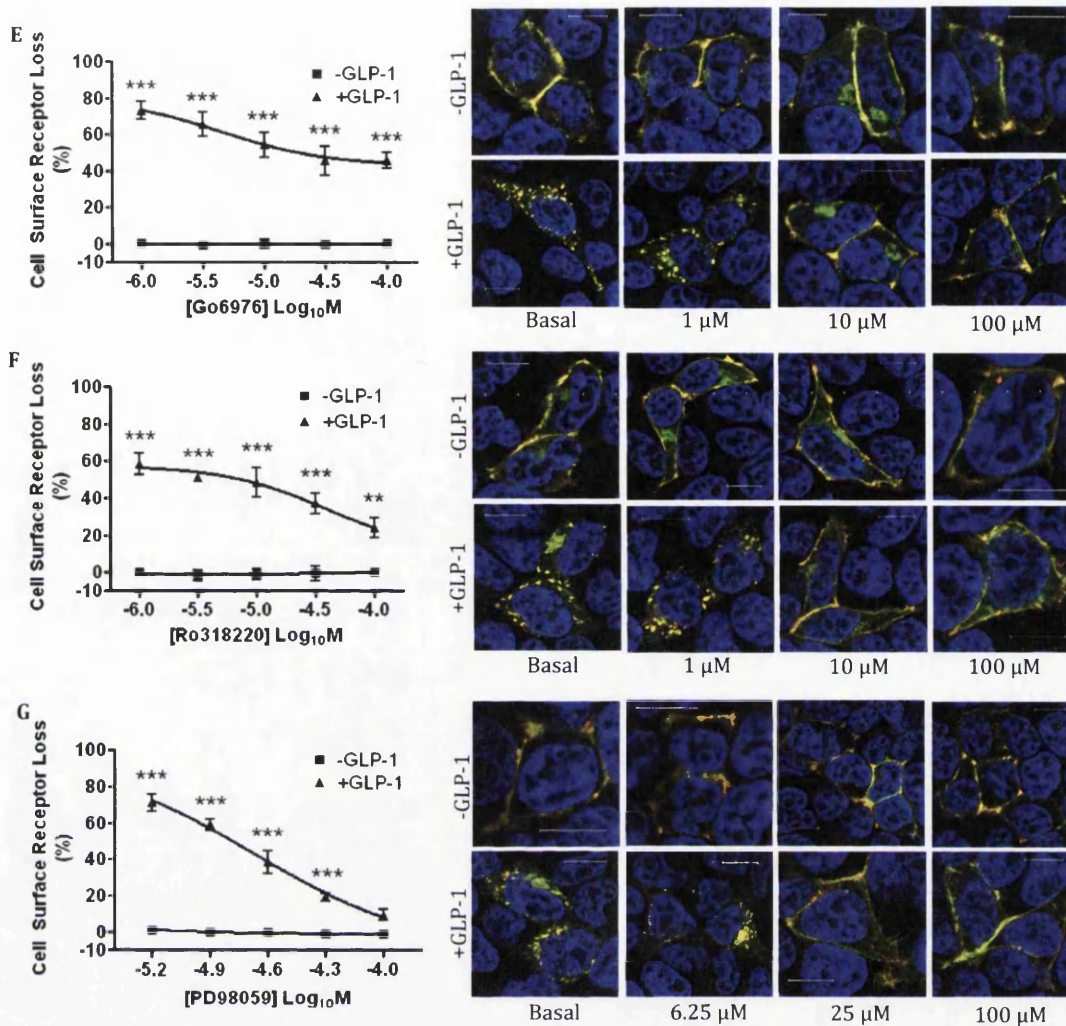 E
Cell Surface Receptor Loss
(%)
100
80
60
40
20
0
-10
-GLP-1
+GLP-1
***
***
***
***
***
-6.0
-5.5
-5.0
-4.5
-4.0
[Go6976] Log10M
-GLP-1
+GLP-1
Basal
1 μM
10 μM
100 μM
F
Cell Surface Receptor Loss
(%)
100
80
60
40
20
0
-10
-GLP-1
+GLP-1
***
***
***
***
**
-6.0
-5.5
-5.0
-4.5
-4.0
[Ro318220] Log10M
-GLP-1
+GLP-1
Basal
1 μM
10 μM
100 μM
G
Cell Surface Receptor Loss
(%)
100
80
60
40
20
0
-10
-GLP-1
+GLP-1
***
***
***
***
-5.2
-4.9
-4.6
-4.3
-4.0
[PD98059] Log10M
-GLP-1
+GLP-1
Basal
6.25 μM
25 μM
100 μM